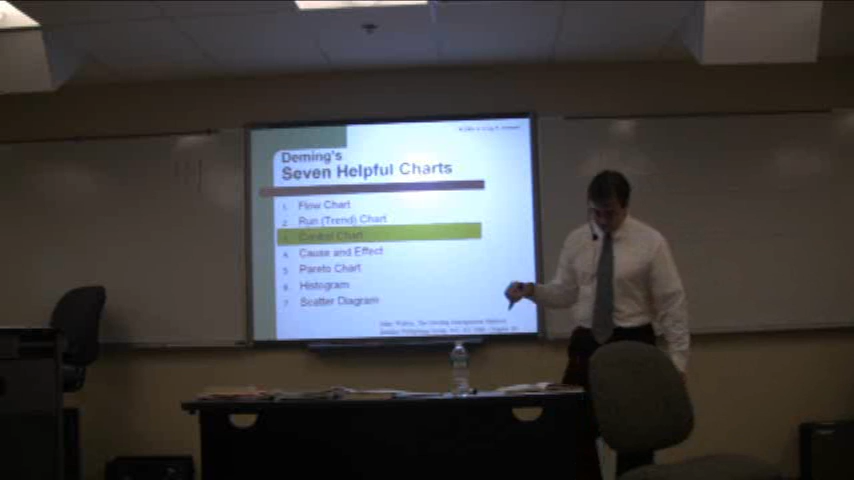 Deming's
Seven Helpful Charts
1. Flow Chart
2. Run (Trend) Chart
3. Control Chart
4. Cause and Effect
5. Pareto Chart
6. Histogram
7. Scatter Diagram